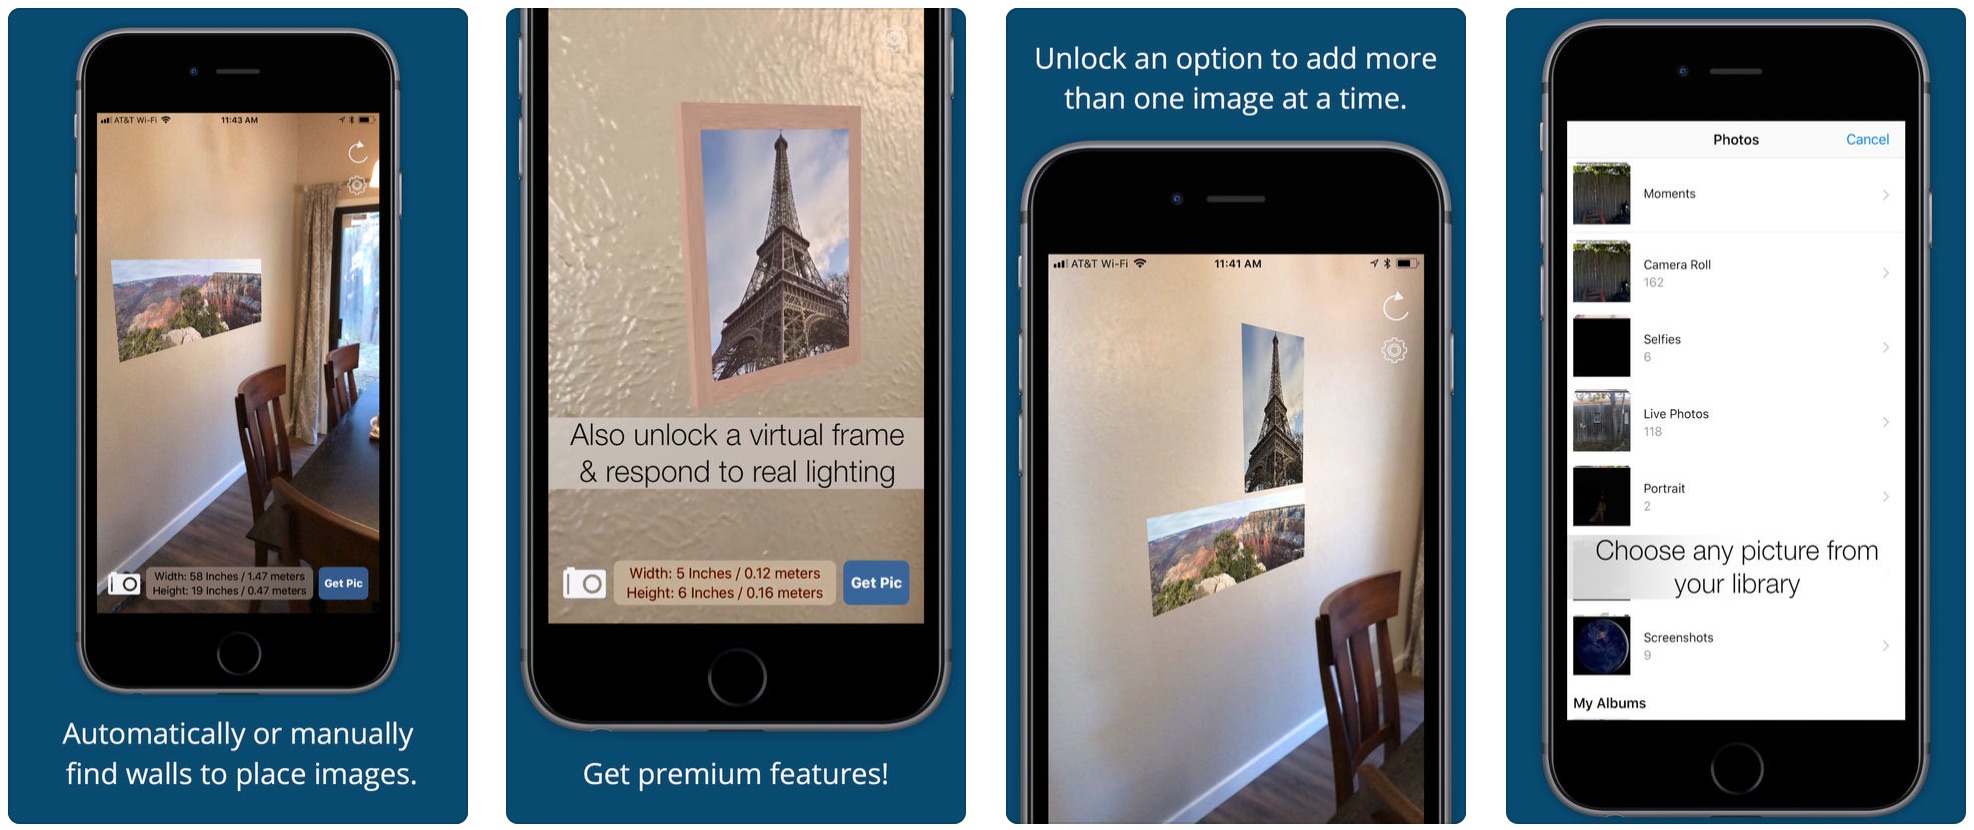 AT&T Wi-Fi 11:43 AM
Width: 58 Inches / 1.47 meters
Height: 19 Inches / 0.47 meters
Get Pic
Automatically or manually
find walls to place images.
Also unlock a virtual frame
& respond to real lighting
Width: 5 Inches / 0.12 meters
Height: 6 Inches / 0.16 meters
Get Pic
Get premium features!
Unlock an option to add more
than one image at a time.
AT&T Wi-Fi 11:41 AM
Photos Cancel
Moments
Camera Roll
162
Selfies
6
Live Photos
118
Portrait
2
Choose any picture from
your library
Screenshots
9
My Albums